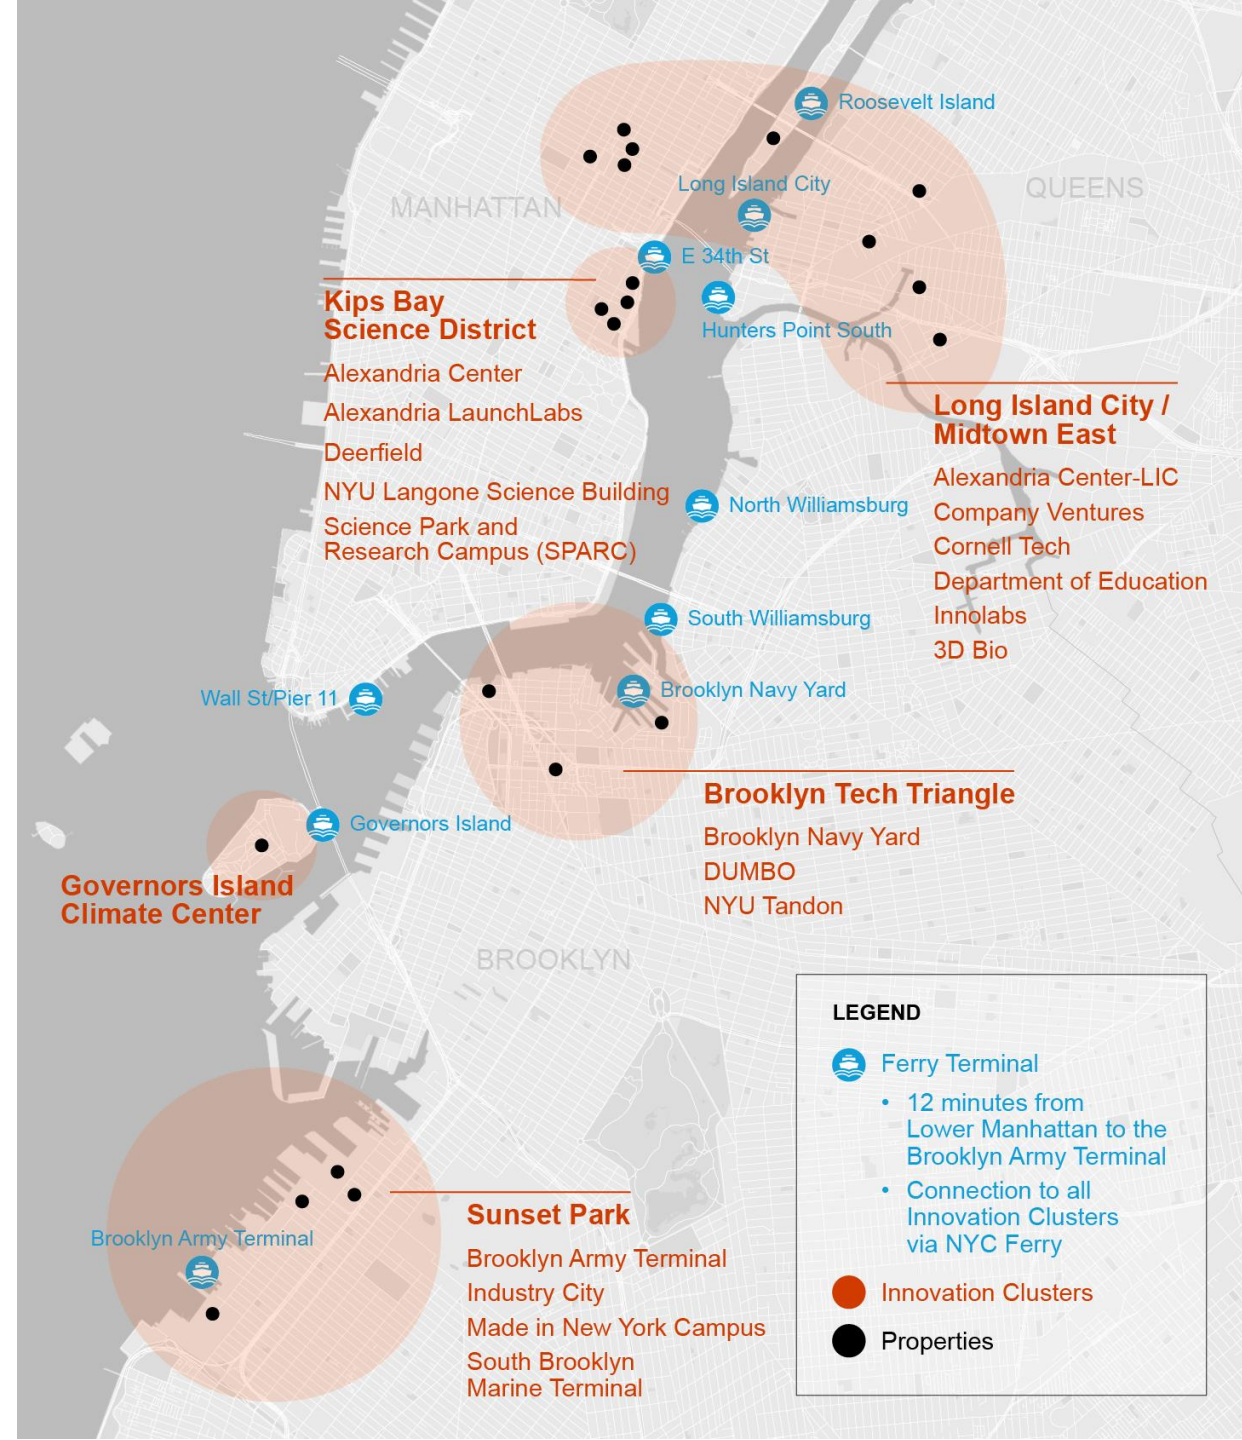 Roosevelt Island
Long Island City
MANHATTAN
QUEENS
E 34th St
Hunters Point South
Kips Bay
Science District
Alexandria Center
Alexandria LaunchLabs
Deerfield
NYU Langone Science Building
Science Park and
Research Campus (SPARC)
Long Island City /
Midtown East
Alexandria Center-LIC
Company Ventures
Cornell Tech
Department of Education
Innolabs
3D Bio
North Williamsburg
South Williamsburg
Brooklyn Navy Yard
Wall St/Pier 11
Brooklyn Tech Triangle
Brooklyn Navy Yard
DUMBO
NYU Tandon
Governors Island
Governors Island
Climate Center
BROOKLYN
LEGEND
Ferry Terminal
• 12 minutes from
Lower Manhattan to the
Brooklyn Army Terminal
• Connection to all
Innovation Clusters
via NYC Ferry
Innovation Clusters
Properties
Brooklyn Army Terminal
Sunset Park
Brooklyn Army Terminal
Industry City
Made in New York Campus
South Brooklyn
Marine Terminal